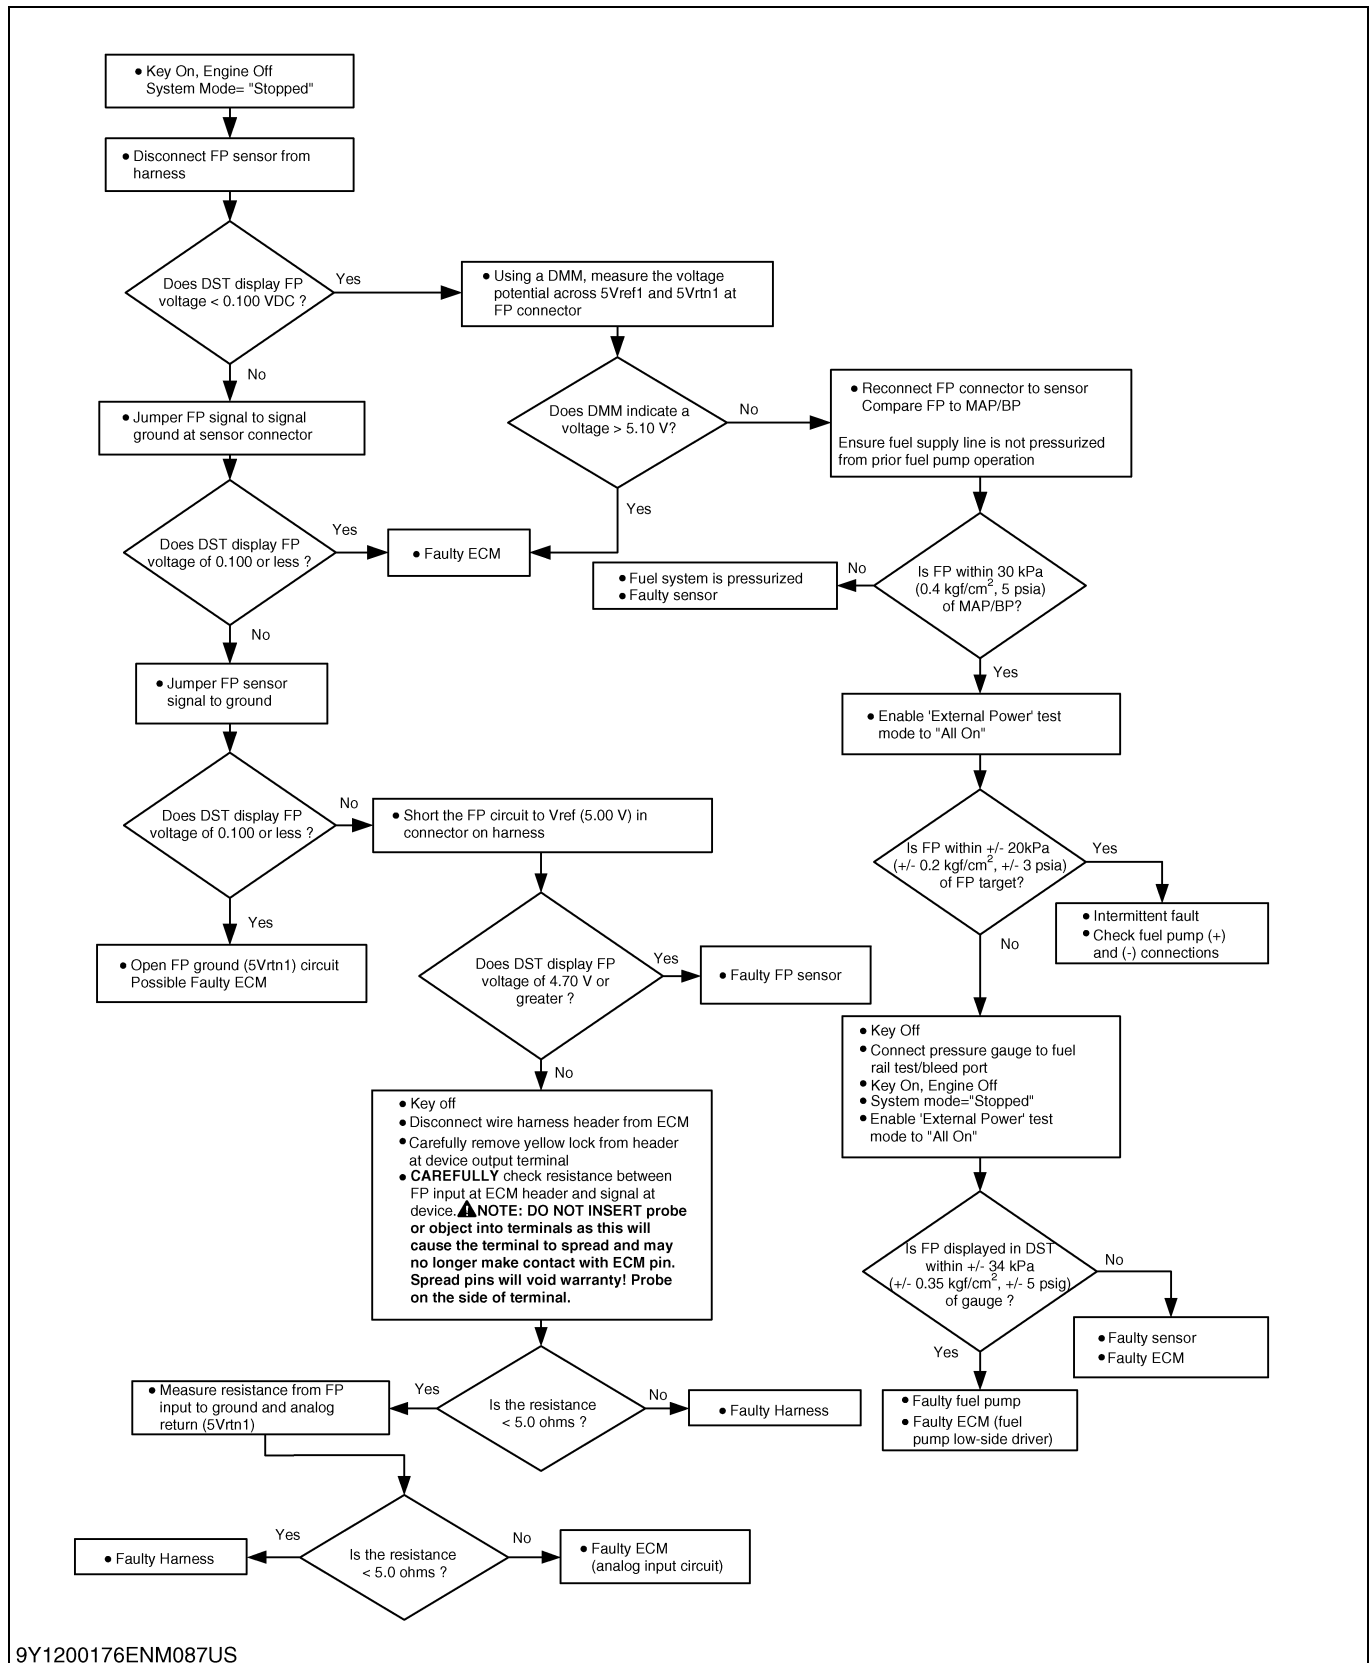 ● Key On, Engine Off
System Mode= "Stopped"
● Disconnect FP sensor from
harness
Does DST display FP
voltage < 0.100 VDC ?
Yes
No
● Using a DMM, measure the voltage
potential across 5Vref1 and 5Vrtn1 at
FP connector
Does DMM indicate a
voltage > 5.10 V?
No
Yes
● Reconnect FP connector to sensor
Compare FP to MAP/BP
Ensure fuel supply line is not pressurized
from prior fuel pump operation
● Jumper FP signal to signal
ground at sensor connector
Does DST display FP
voltage of 0.100 or less ?
Yes
No
● Faulty ECM
Is FP within 30 kPa
(0.4 kgf/cm², 5 psia)
of MAP/BP?
No
Yes
● Fuel system is pressurized
● Faulty sensor
● Jumper FP sensor
signal to ground
● Enable 'External Power' test
mode to "All On"
Does DST display FP
voltage of 0.100 or less ?
No
Yes
● Short the FP circuit to Vref (5.00 V) in
connector on harness
Is FP within +/- 20kPa
(+/- 0.2 kgf/cm², +/- 3 psia)
of FP target?
Yes
No
● Intermittent fault
● Check fuel pump (+)
and (-) connections
● Open FP ground (5Vrtn1) circuit
Possible Faulty ECM
Does DST display FP
voltage of 4.70 V or
greater ?
Yes
No
● Faulty FP sensor
● Key Off
● Connect pressure gauge to fuel
rail test/bleed port
● Key On, Engine Off
● System mode="Stopped"
● Enable 'External Power' test
mode to "All On"
● Key off
● Disconnect wire harness header from ECM
● Carefully remove yellow lock from header
at device output terminal
● CAREFULLY check resistance between
FP input at ECM header and signal at
device. ⚠NOTE: DO NOT INSERT probe
or object into terminals as this will
cause the terminal to spread and may
no longer make contact with ECM pin.
Spread pins will void warranty! Probe
on the side of terminal.
Is FP displayed in DST
within +/- 34 kPa
(+/- 0.35 kgf/cm², +/- 5 psig)
of gauge ?
No
Yes
● Faulty sensor
● Faulty ECM
● Faulty fuel pump
● Faulty ECM (fuel
pump low-side driver)
Is the resistance
< 5.0 ohms ?
Yes
No
● Faulty Harness
● Measure resistance from FP
input to ground and analog
return (5Vrtn1)
Is the resistance
< 5.0 ohms ?
Yes
No
● Faulty Harness
● Faulty ECM
(analog input circuit)
9Y1200176ENM087US